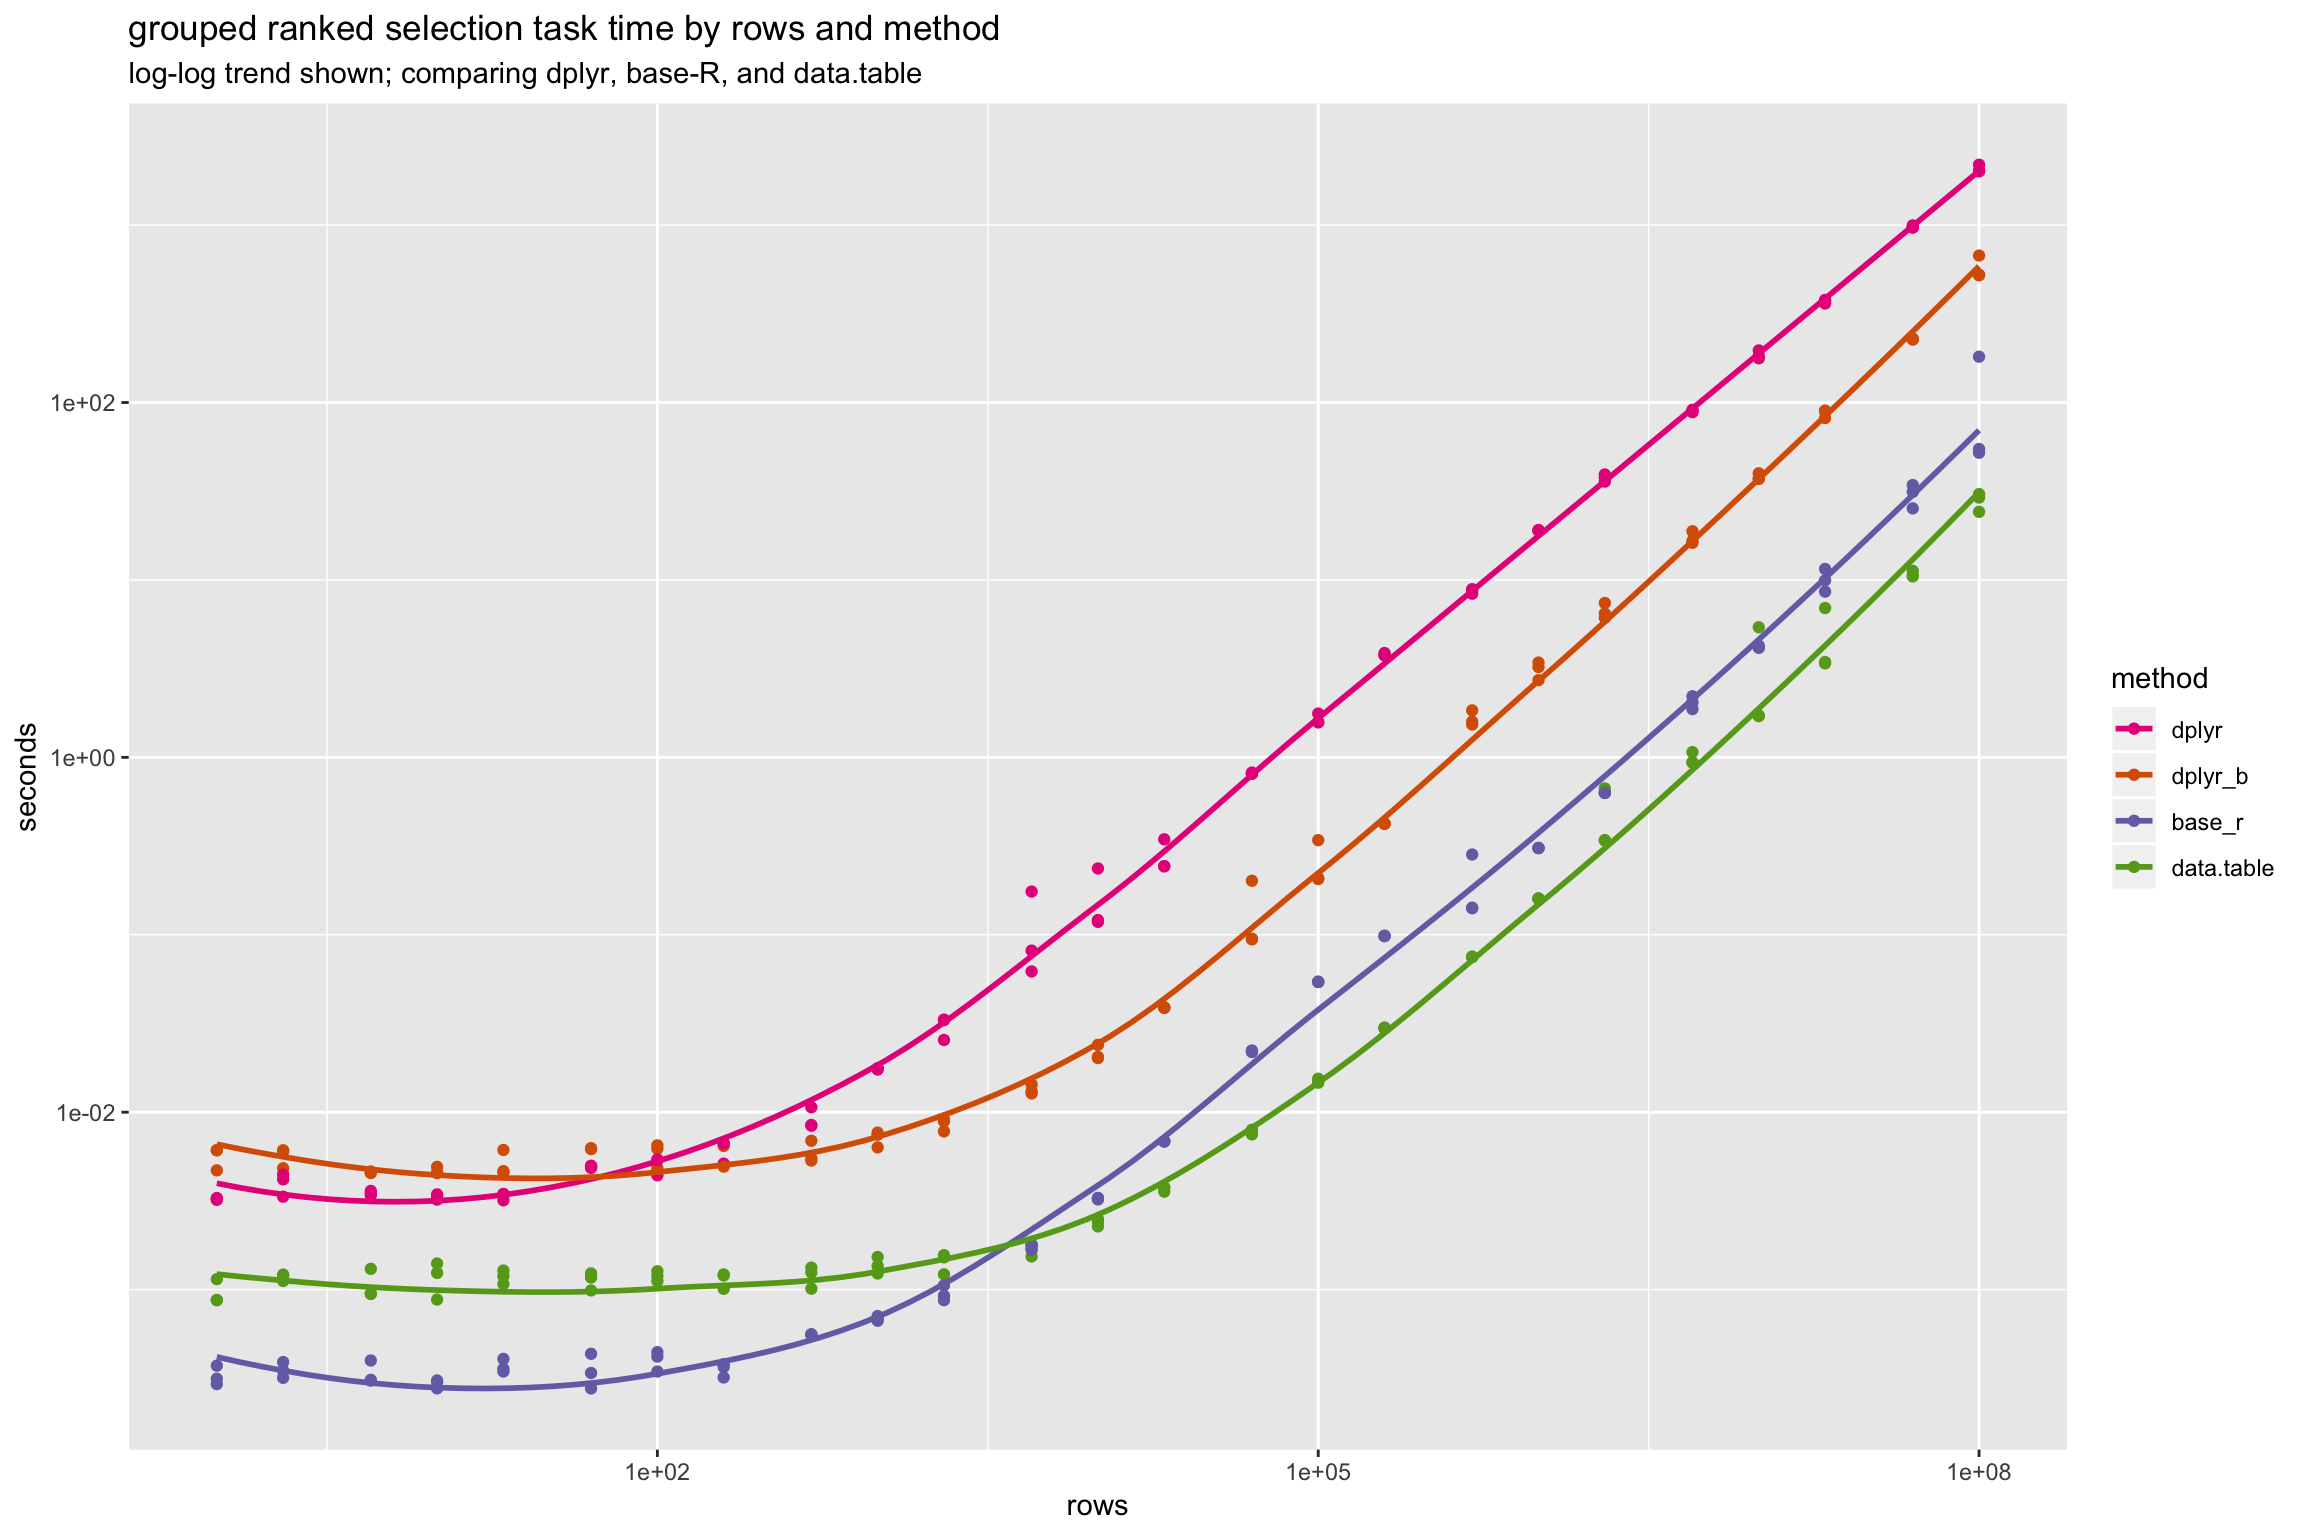 grouped ranked selection task time by rows and method
log-log trend shown; comparing dplyr, base-R, and data.table
1e+02
1e+00
1e-02
seconds
1e+02
1e+05
1e+08
rows
method
dplyr
dplyr_b
base_r
data.table